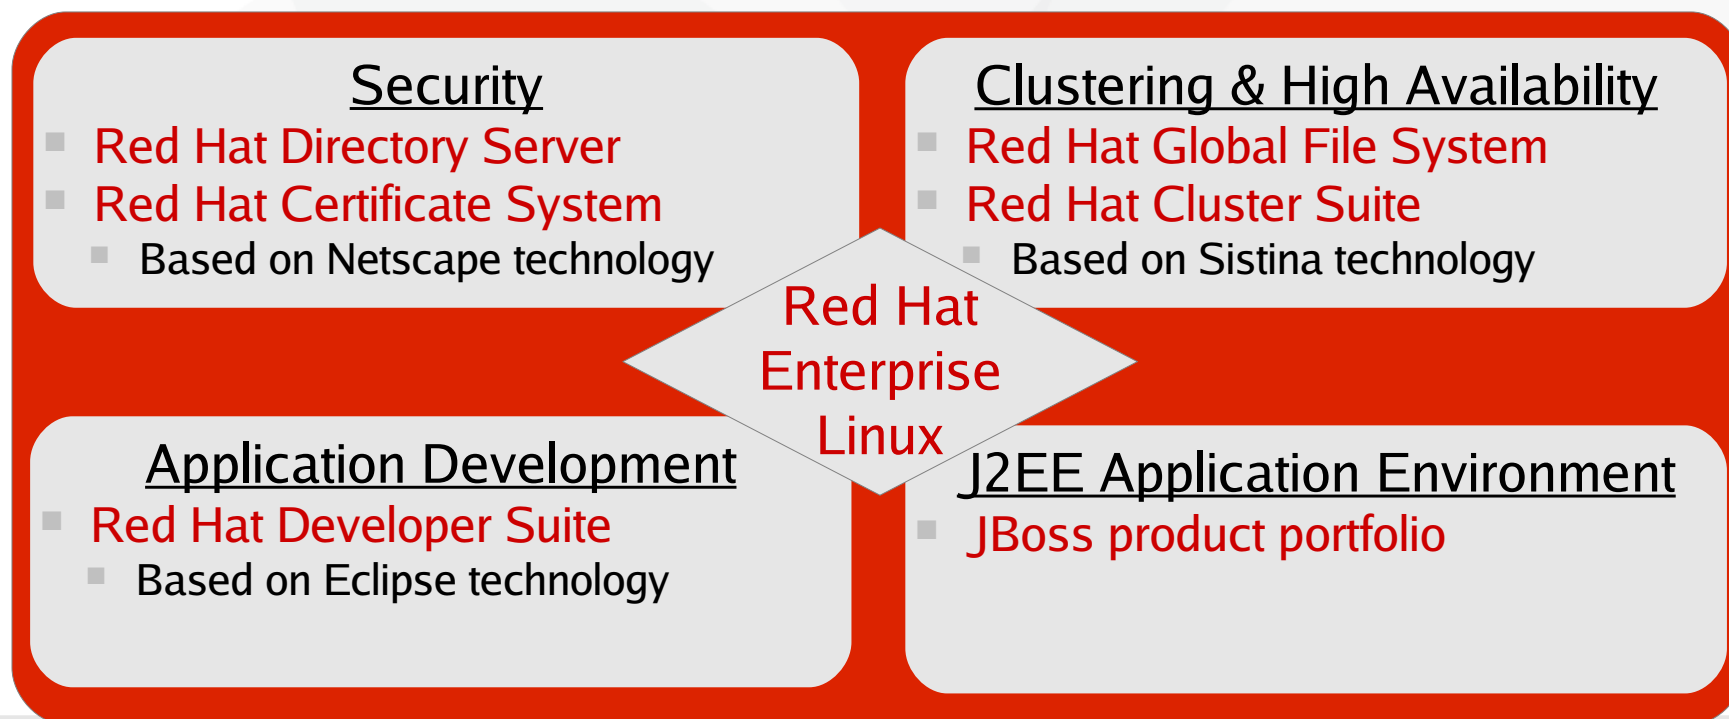 Security
Red Hat Directory Server
Red Hat Certificate System
Based on Netscape technology
Clustering & High Availability
Red Hat Global File System
Red Hat Cluster Suite
Based on Sistina technology
Red Hat
Enterprise
Linux
Application Development
Red Hat Developer Suite
Based on Eclipse technology
J2EE Application Environment
JBoss product portfolio